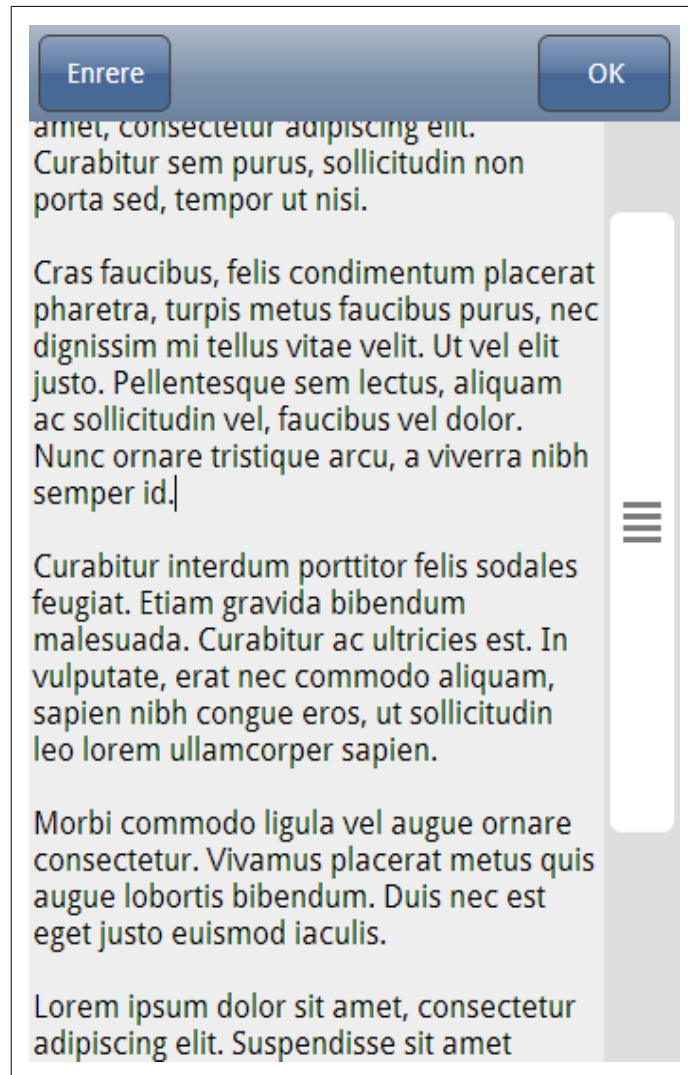 Enrere
OK
amet, consectetur adipiscing elit.
Curabitur sem purus, sollicitudin non
porta sed, tempor ut nisi.
Cras faucibus, felis condimentum placerat
pharetra, turpis metus faucibus purus, nec
dignissim mi tellus vitae velit. Ut vel elit
justo. Pellentesque sem lectus, aliquam
ac sollicitudin vel, faucibus vel dolor.
Nunc ornare tristique arcu, a viverra nibh
semper id.
Curabitur interdum porttitor felis sodales
feugiat. Etiam gravida bibendum
malesuada. Curabitur ac ultricies est. In
vulputate, erat nec commodo aliquam,
sapien nibh congue eros, ut sollicitudin
leo lorem ullamcorper sapien.
Morbi commodo ligula vel augue ornare
consectetur. Vivamus placerat metus quis
augue lobortis bibendum. Duis nec est
eget justo euismod iaculis.
Lorem ipsum dolor sit amet, consectetur
adipiscing elit. Suspendisse sit amet